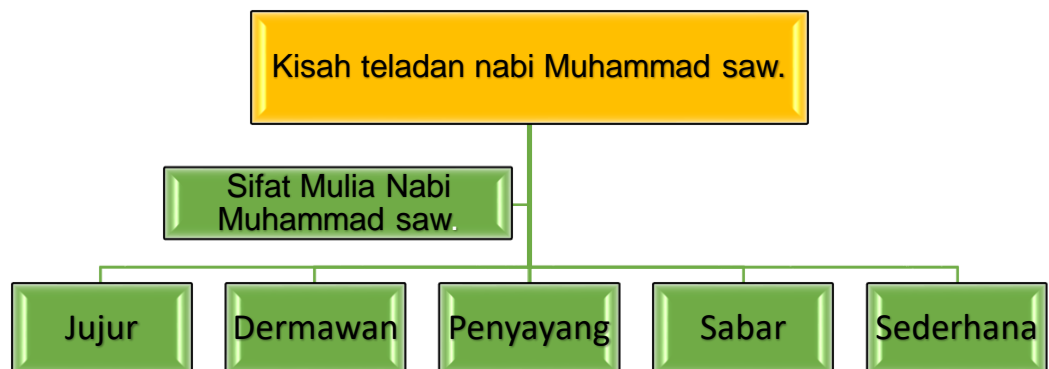 Kisah teladan nabi Muhammad saw.
Sifat Mulia Nabi
Muhammad saw.
Jujur
Dermawan
Penyayang
Sabar
Sederhana